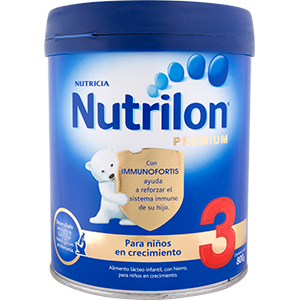 NUTRICIA
Nutrilon®
PREMIUM
Con
IMMUNOFORTIS®
ayuda
a reforzar el
sistema inmune
de su hijo.
3
Para niños
en crecimiento
Alimento lácteo infantil, con hierro,
para niños en crecimiento.
800